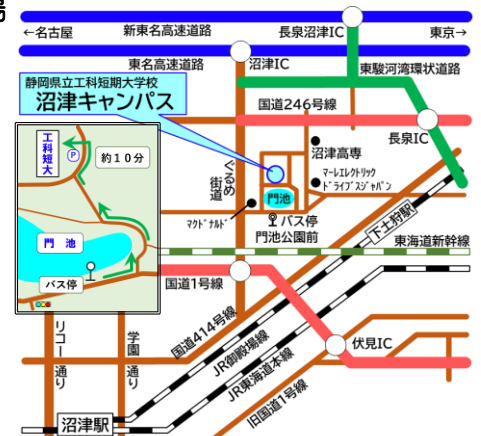 場
←名古屋
新東名高速道路
長泉沼津IC
東京→
東名高速道路
沼津IC
東駿河湾環状道路
静岡県立工科短期大学校
沼津キャンパス
国道246号線
長泉IC
工科短大
P
約10分
門池
バス停
ぐるめ街道
沼津高専
マーレエレクトリック
ドライブズジャパン
門池
マクドナルド
バス停
門池公園前
下土狩駅
東海道新幹線
国道1号線
国道414号線
JR御殿場線
JR東海道本線
旧国道1号線
伏見IC
リコー通り
学園通り
沼津駅